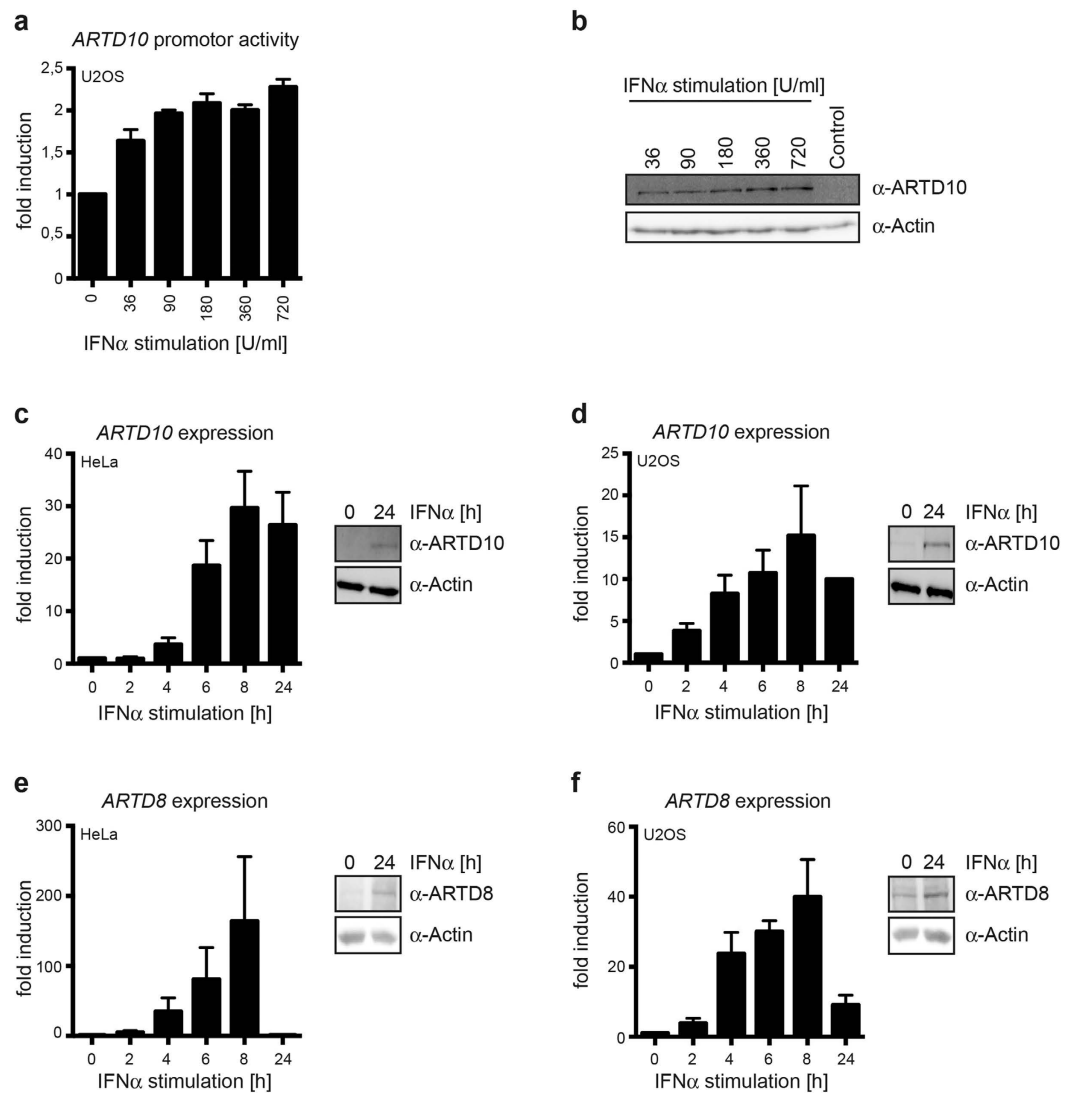 a
ARTD10 promotor activity
U2OS
fold induction
2,5
2
1,5
1
0,5
0
0 36 90 180 360 720
IFNα stimulation [U/ml]
b
IFNα stimulation [U/ml]
36 90 180 360 720 Control
α-ARTD10
α-Actin
c
ARTD10 expression
HeLa
fold induction
40
30
20
10
0
0 2 4 6 8 24
IFNα stimulation [h]
0 24 IFNα [h]
α-ARTD10
α-Actin
d
ARTD10 expression
U2OS
fold induction
25
20
15
10
5
0
0 2 4 6 8 24
IFNα stimulation [h]
0 24 IFNα [h]
α-ARTD10
α-Actin
e
ARTD8 expression
HeLa
fold induction
300
200
100
0
0 2 4 6 8 24
IFNα stimulation [h]
0 24 IFNα [h]
α-ARTD8
α-Actin
f
ARTD8 expression
U2OS
fold induction
60
40
20
0
0 2 4 6 8 24
IFNα stimulation [h]
0 24 IFNα [h]
α-ARTD8
α-Actin